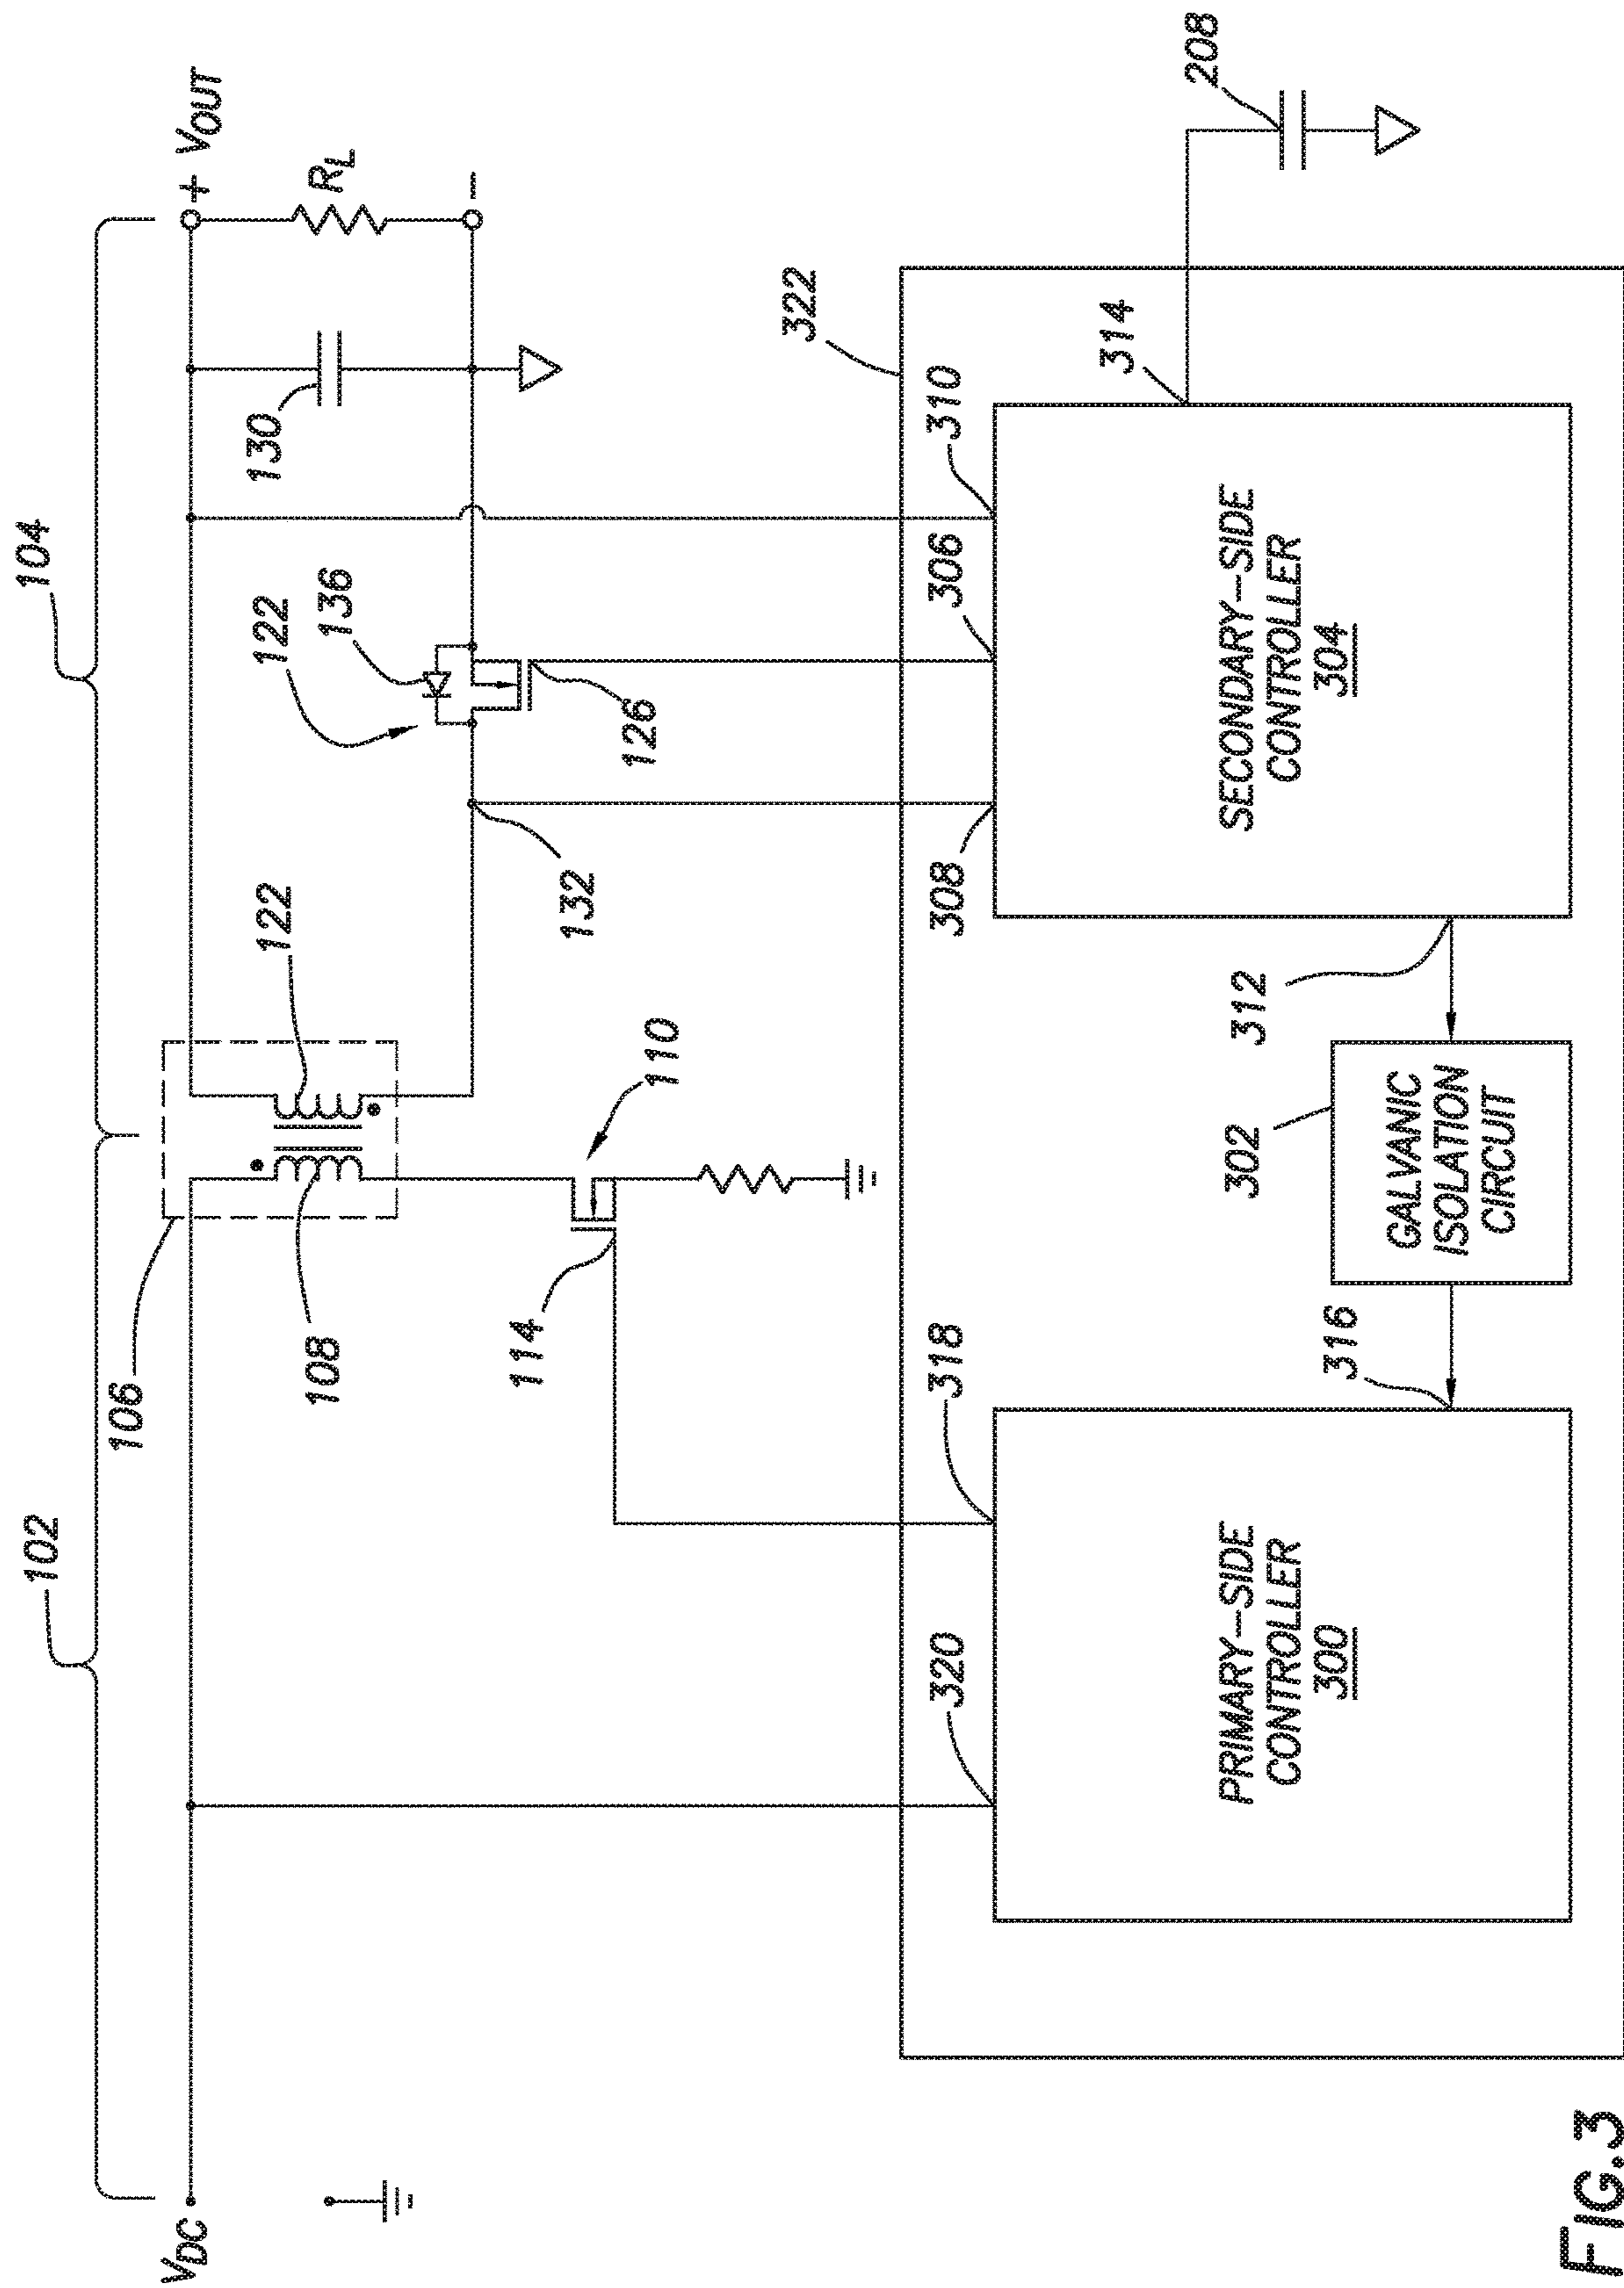 102
104
VDC
+ VOUT
106
108
122
122
136
130
RL
−
110
114
126
132
322
320
318
308
306
310
314
208
PRIMARY-SIDE
CONTROLLER
300
316
302
GALVANIC
ISOLATION
CIRCUIT
312
SECONDARY-SIDE
CONTROLLER
304
FIG.3